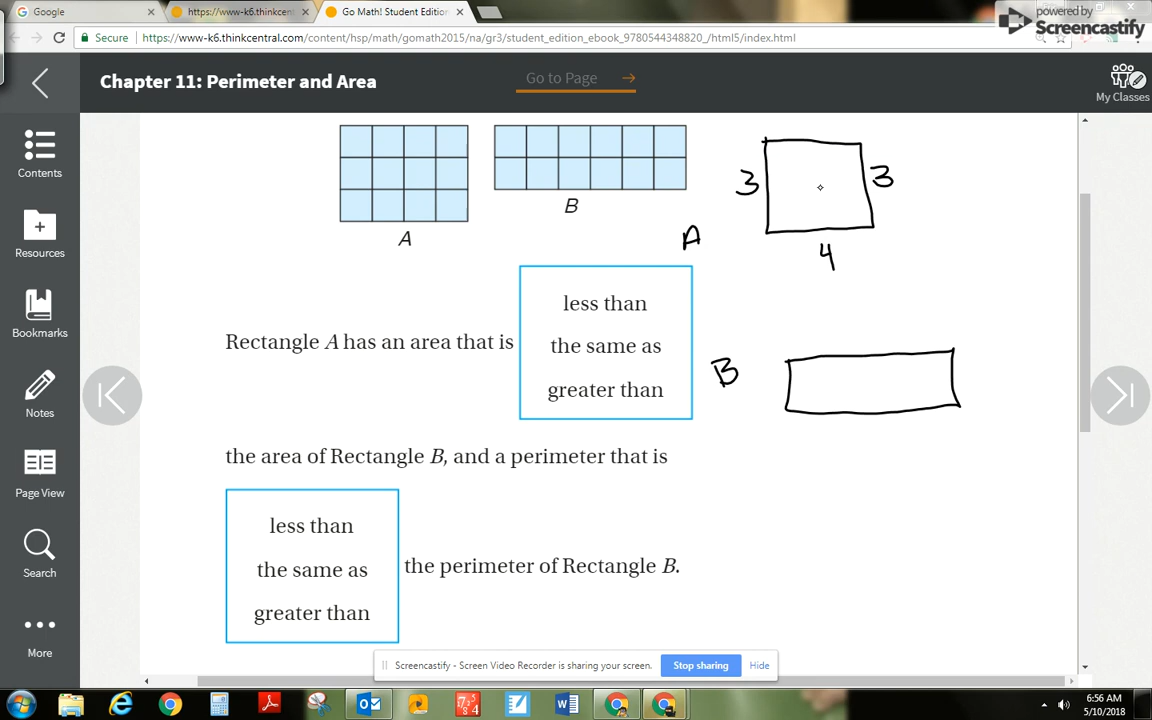 Google
https://www-k6.thinkcent
Go Math! Student Edition
powered by
Screencastify
Secure
https://www-k6.thinkcentral.com/content/hsp/math/gomath2015/na/gr3/student_edition_ebook_9780544348820_/html5/index.html
Chapter 11: Perimeter and Area
Go to Page
My Classes
Contents
Resources
Bookmarks
Notes
Page View
Search
More
A
B
3
3
4
A
B
Rectangle A has an area that is
less than
the same as
greater than
the area of Rectangle B, and a perimeter that is
less than
the same as
greater than
the perimeter of Rectangle B.
Screencastify - Screen Video Recorder is sharing your screen.
Stop sharing
Hide
6:56 AM
5/10/2018